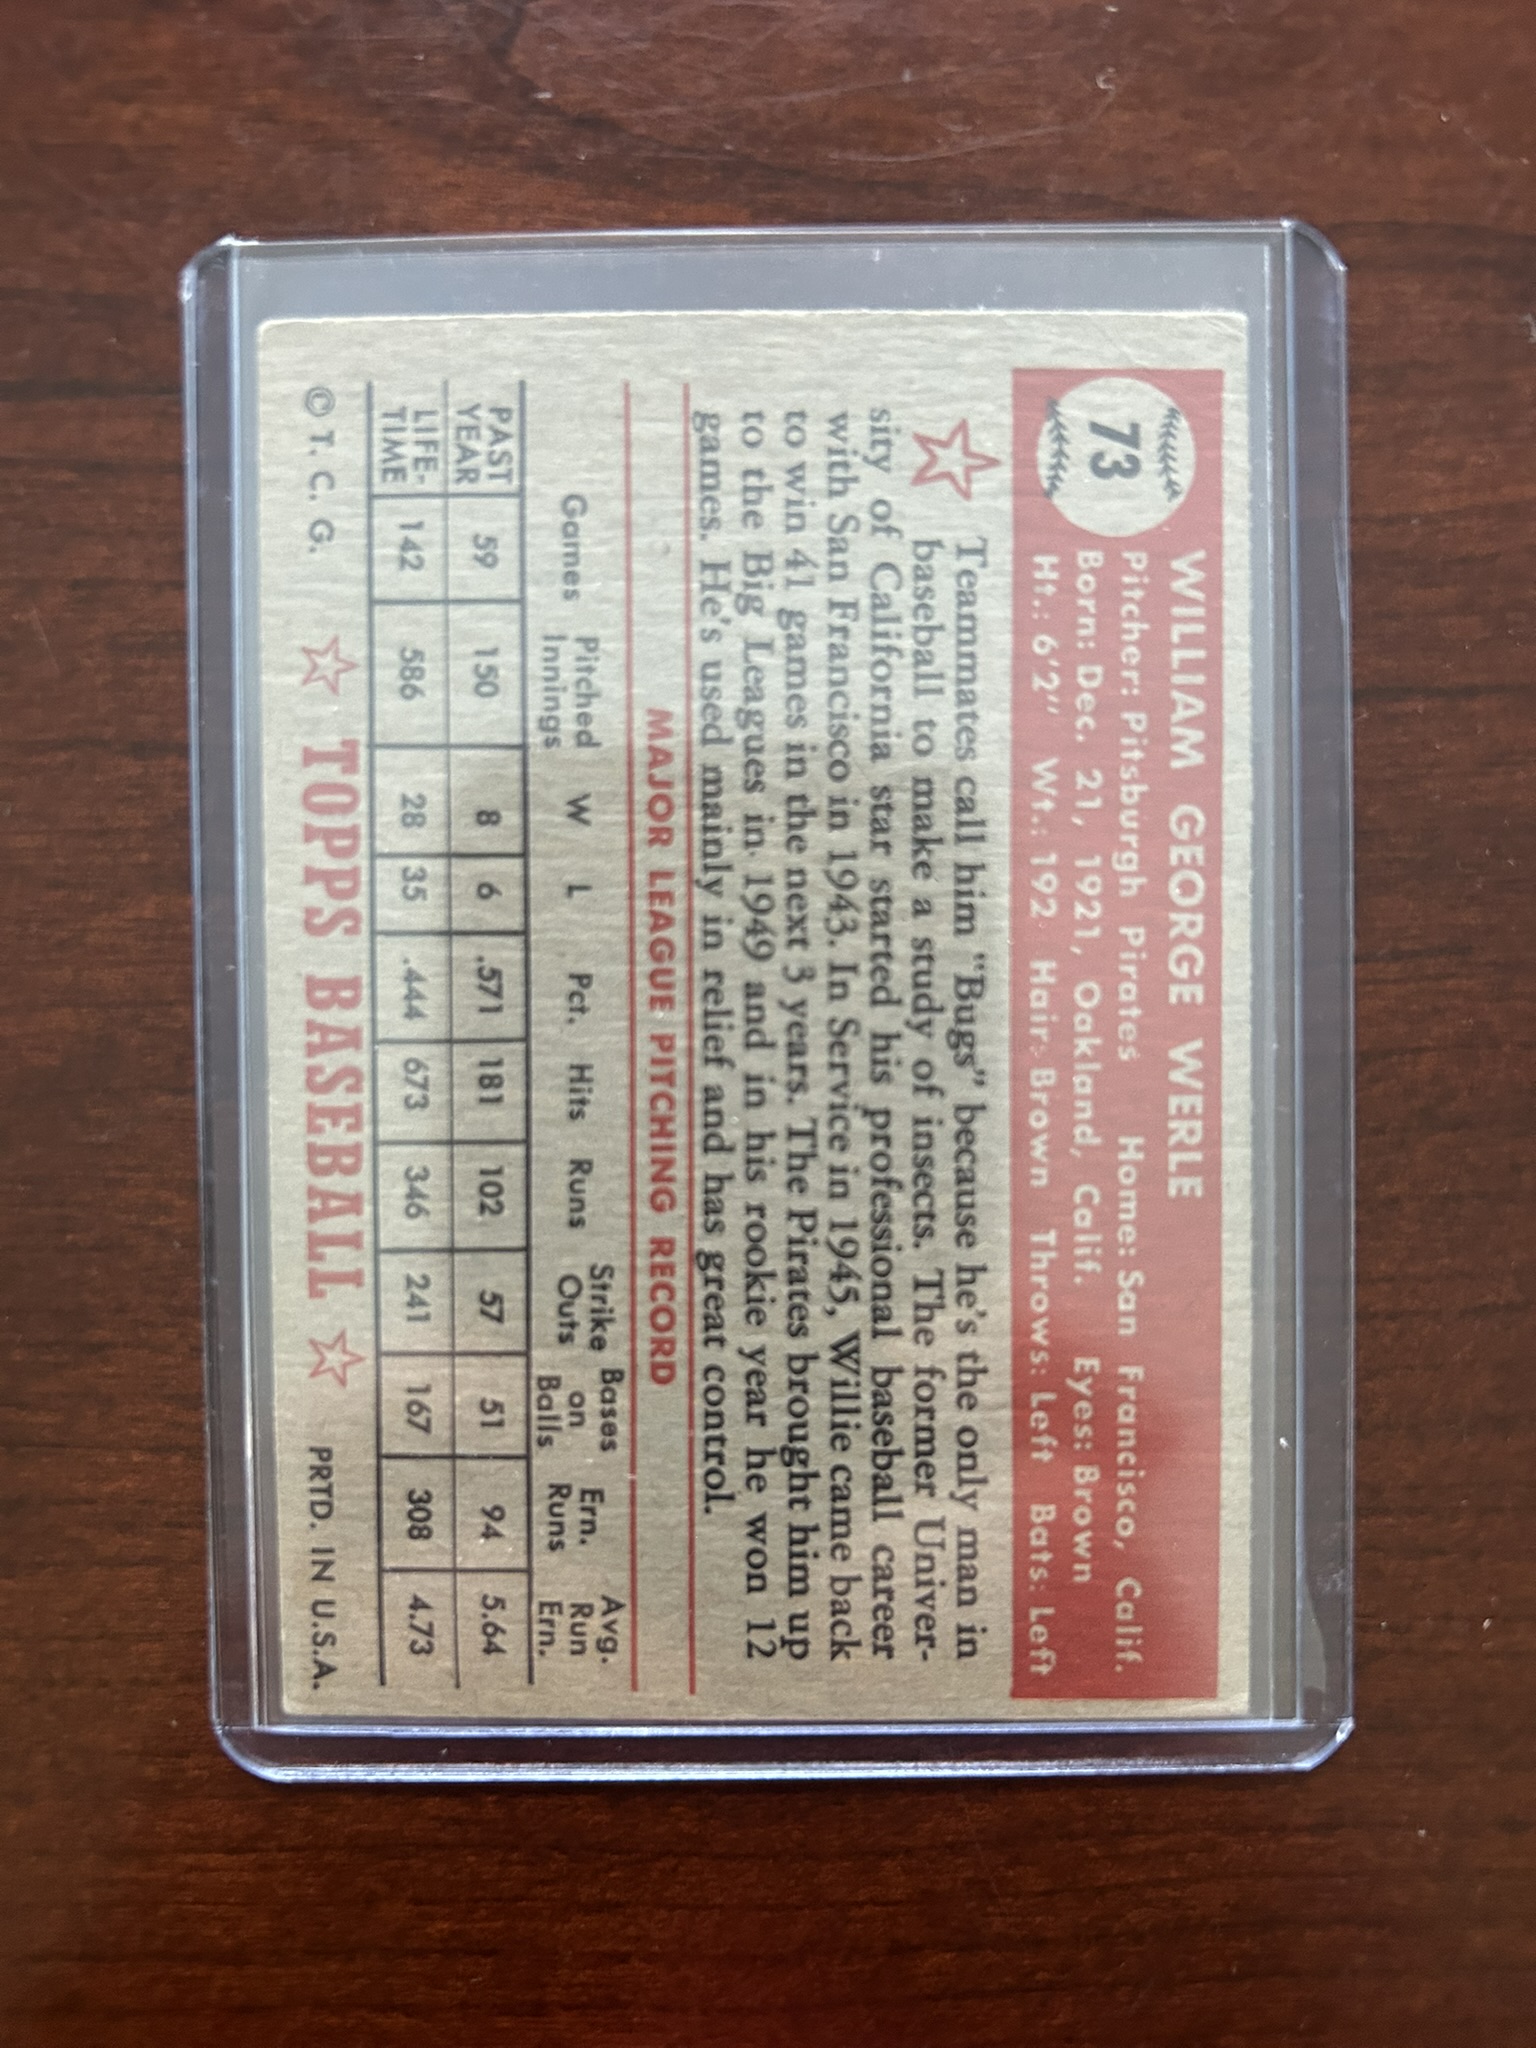 73
WILLIAM GEORGE WERLE
Pitcher: Pitsburgh Pirates Home: San Francisco, Calif.
Born: Dec. 21, 1921, Oakland, Calif. Eyes: Brown
Ht.: 6'2" Wt.: 192 Hair: Brown Throws: Left Bats: Left
Teammates call him "Bugs" because he's the only man in
baseball to make a study of insects. The former Univer-
sity of California star started his professional baseball career
with San Francisco in 1943. In Service in 1945, Willie came back
to win 41 games in the next 3 years. The Pirates brought him up
to the Big Leagues in 1949 and in his rookie year he won 12
games. He's used mainly in relief and has great control.
MAJOR LEAGUE PITCHING RECORD
Games Pitched Innings W L Pct. Hits Runs Strike Outs Bases on Balls Ern. Runs Avg. Run Ern.
PAST YEAR 59 150 8 6 .571 181 102 57 51 94 5.64
LIFE-TIME 142 586 28 35 .444 673 346 241 167 308 4.73
© T. C. G. TOPPS BASEBALL PRTD. IN U.S.A.